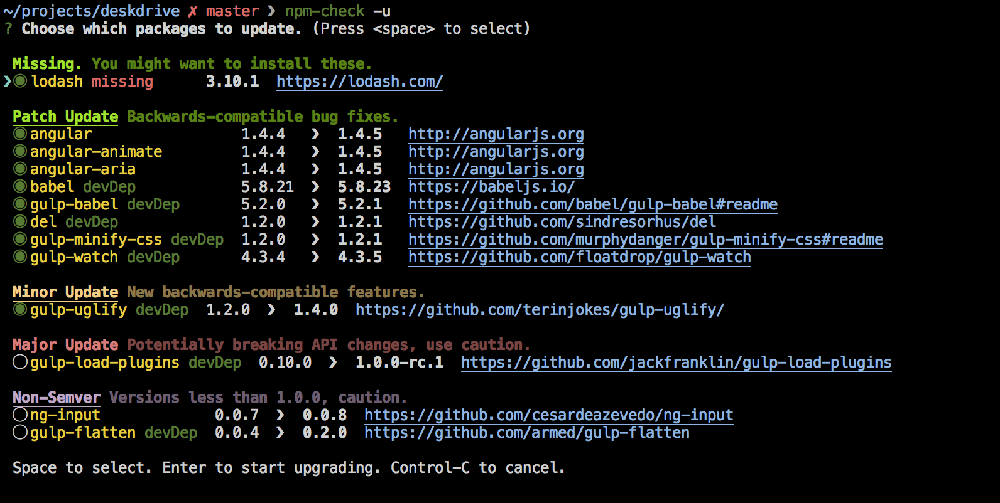 ~/projects/deskdrive ✗ master ❯ npm-check -u
? Choose which packages to update. (Press <space> to select)
Missing. You might want to install these.
❯◉ lodash missing 3.10.1 https://lodash.com/
Patch Update Backwards-compatible bug fixes.
◉ angular 1.4.4 ❯ 1.4.5 http://angularjs.org
◉ angular-animate 1.4.4 ❯ 1.4.5 http://angularjs.org
◉ angular-aria 1.4.4 ❯ 1.4.5 http://angularjs.org
◉ babel devDep 5.8.21 ❯ 5.8.23 https://babeljs.io/
◉ gulp-babel devDep 5.2.0 ❯ 5.2.1 https://github.com/babel/gulp-babel#readme
◉ del devDep 1.2.0 ❯ 1.2.1 https://github.com/sindresorhus/del
◉ gulp-minify-css devDep 1.2.0 ❯ 1.2.1 https://github.com/murphydanger/gulp-minify-css#readme
◉ gulp-watch devDep 4.3.4 ❯ 4.3.5 https://github.com/floatdrop/gulp-watch
Minor Update New backwards-compatible features.
◉ gulp-uglify devDep 1.2.0 ❯ 1.4.0 https://github.com/terinjokes/gulp-uglify/
Major Update Potentially breaking API changes, use caution.
◯ gulp-load-plugins devDep 0.10.0 ❯ 1.0.0-rc.1 https://github.com/jackfranklin/gulp-load-plugins
Non-Semver Versions less than 1.0.0, caution.
◯ ng-input 0.0.7 ❯ 0.0.8 https://github.com/cesardeazevedo/ng-input
◯ gulp-flatten devDep 0.0.4 ❯ 0.2.0 https://github.com/armed/gulp-flatten
Space to select. Enter to start upgrading. Control-C to cancel.